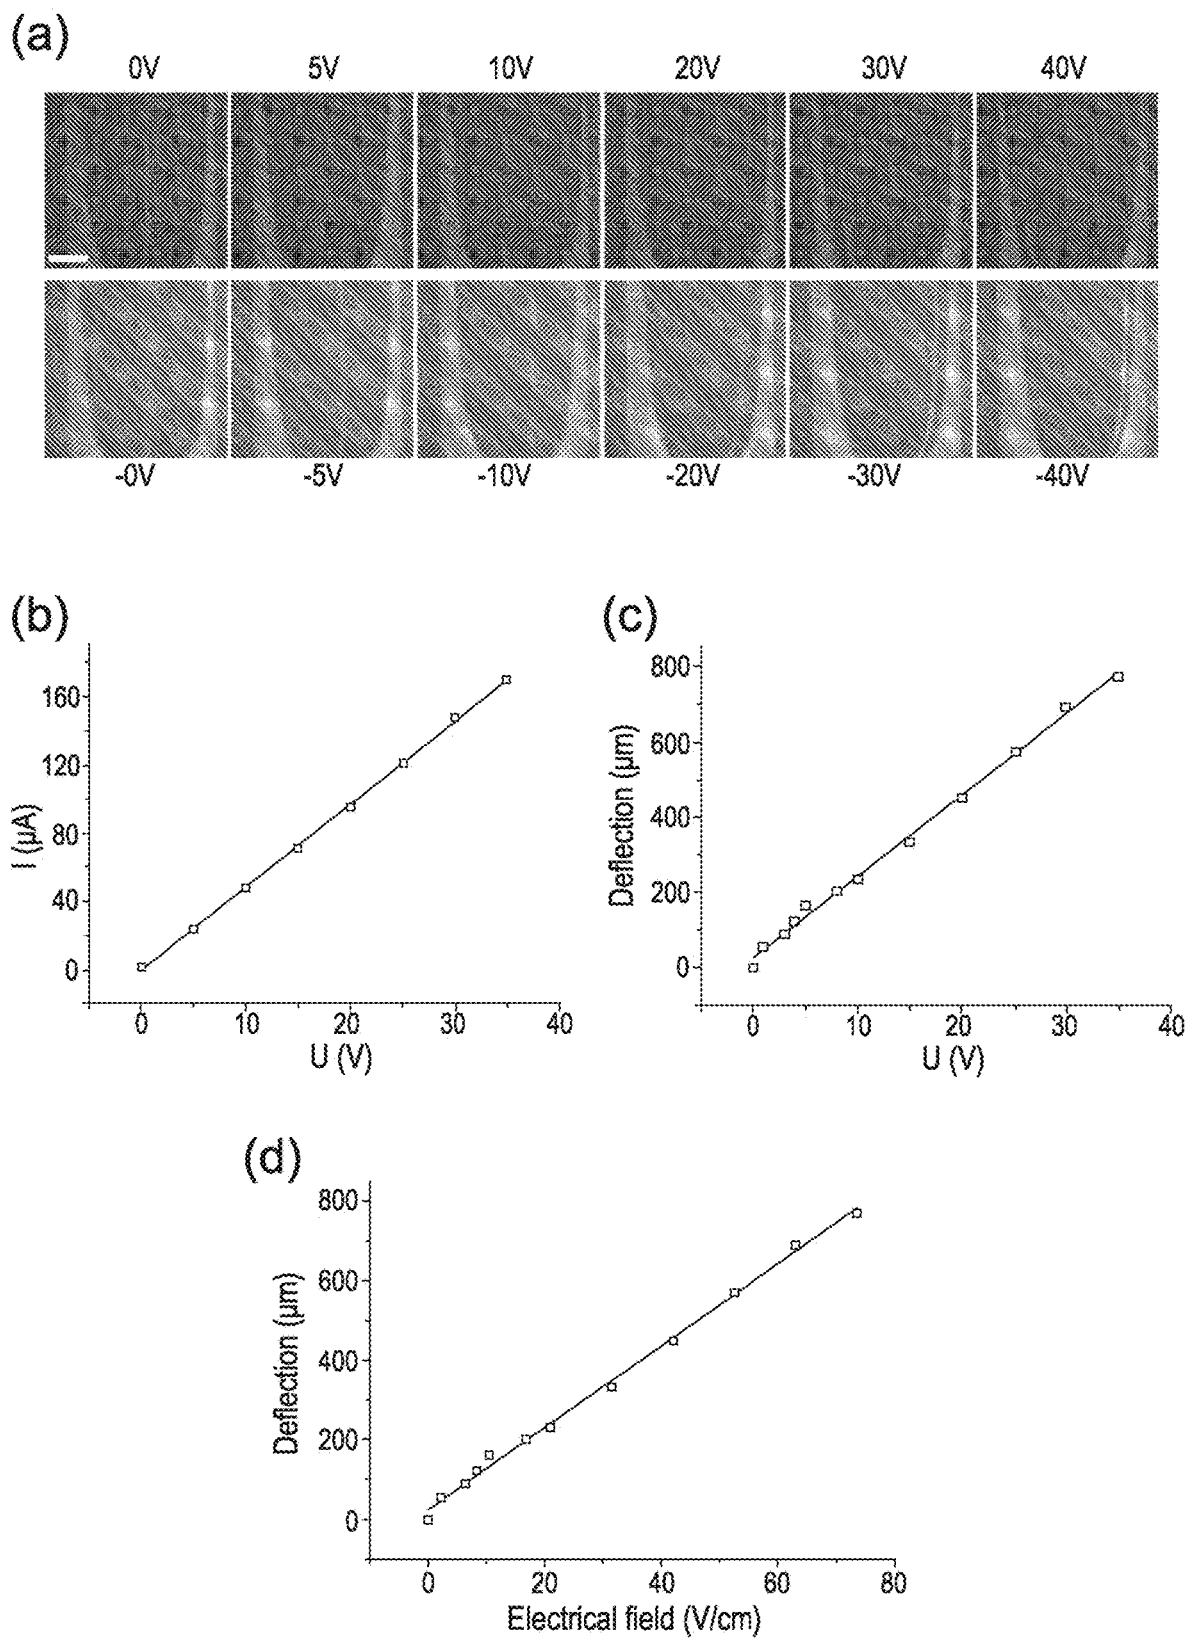 (a)
0V 5V 10V 20V 30V 40V
-0V -5V -10V -20V -30V -40V
(b)
I (µA)
160
120
80
40
0
0 10 20 30 40
U (V)
(c)
Deflection (µm)
800
600
400
200
0
0 10 20 30 40
U (V)
(d)
Deflection (µm)
800
600
400
200
0
0 20 40 60 80
Electrical field (V/cm)